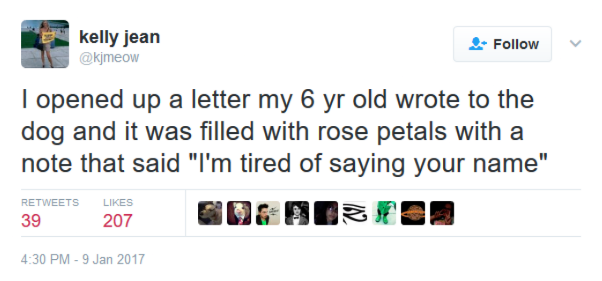 kelly jean
@kjmeow
Follow
I opened up a letter my 6 yr old wrote to the
dog and it was filled with rose petals with a
note that said "I'm tired of saying your name"
RETWEETS LIKES
39 207
4:30 PM - 9 Jan 2017